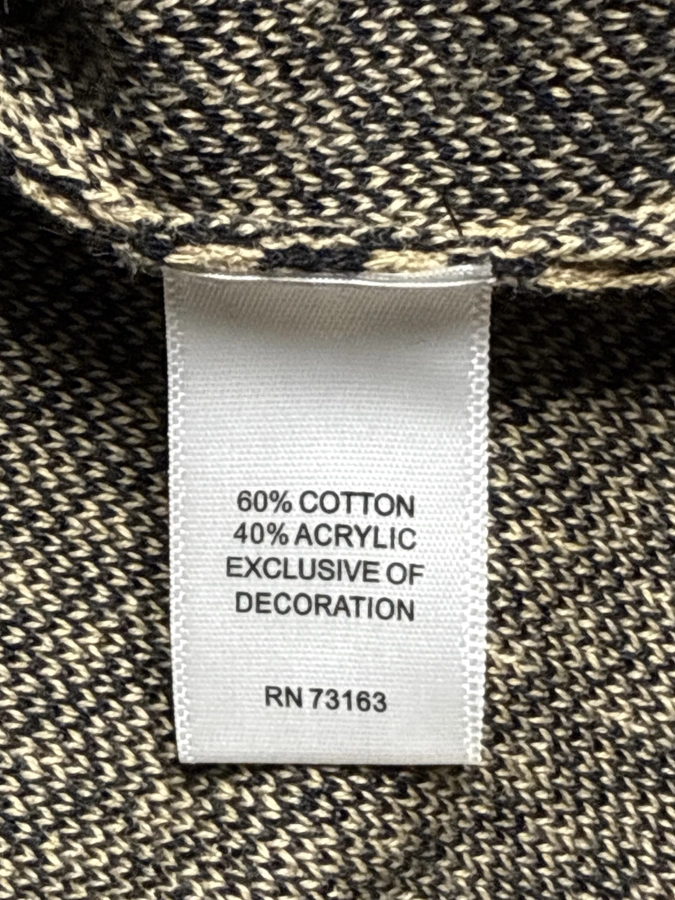 60% COTTON
40% ACRYLIC
EXCLUSIVE OF
DECORATION
RN 73163